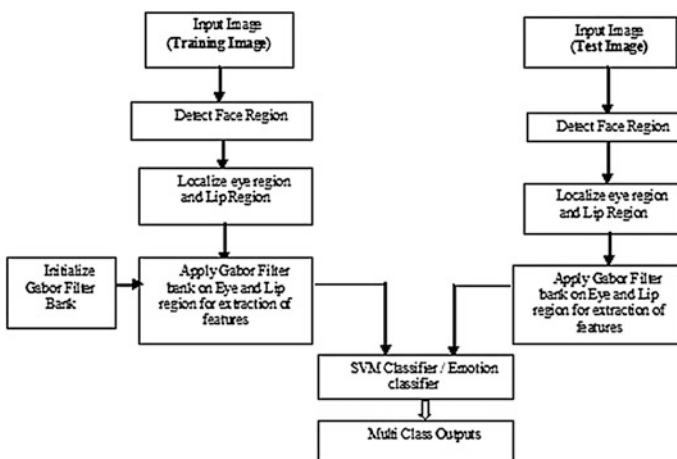 Input Image
(Training Image)
Input Image
(Test Image)
Detect Face Region
Detect Face Region
Localize eye region
and Lip Region
Localize eye region
and Lip Region
Initialize
Gabor Filter
Bank
Apply Gabor Filter
bank on Eye and Lip
region for extraction of
features
Apply Gabor Filter
bank on Eye and Lip
region for extraction of
features
SVM Classifier / Emotion
classifier
Multi Class Outputs